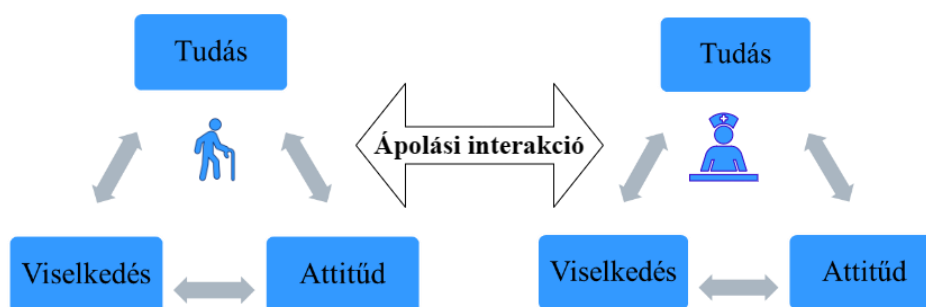 Tudás
Viselkedés
Attitűd
Ápolási interakció
Tudás
Viselkedés
Attitűd